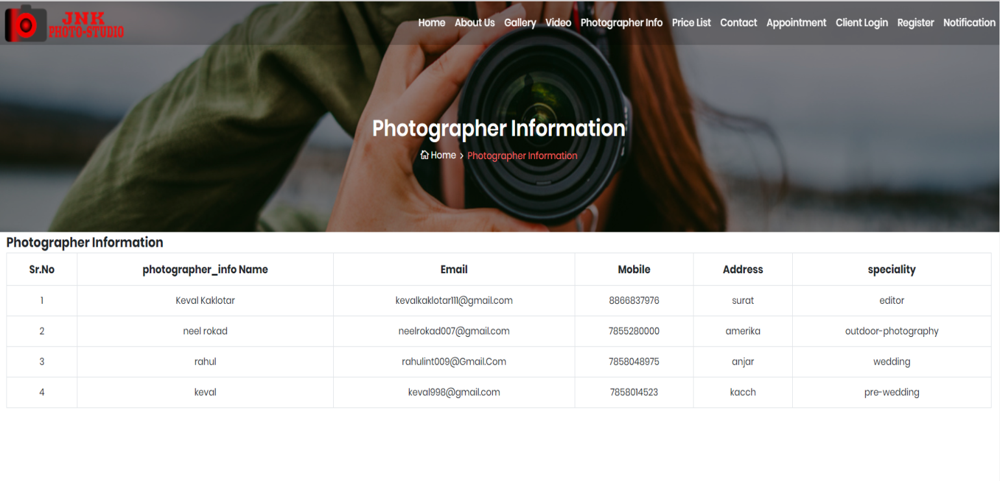 JNK
PHOTO-STUDIO
Home About Us Gallery Video Photographer Info Price List Contact Appointment Client Login Register Notification
Photographer Information
Home > Photographer Information
Photographer Information
Sr.No photographer_info Name Email Mobile Address speciality
1 Keval Kaklotar kevalkaklotar111@gmail.com 8866837976 surat editor
2 neel rokad neelrokad007@gmail.com 7855280000 amerika outdoor-photography
3 rahul rahulint009@Gmail.Com 7858048975 anjar wedding
4 keval keval998@gmail.com 7858014523 kacch pre-wedding